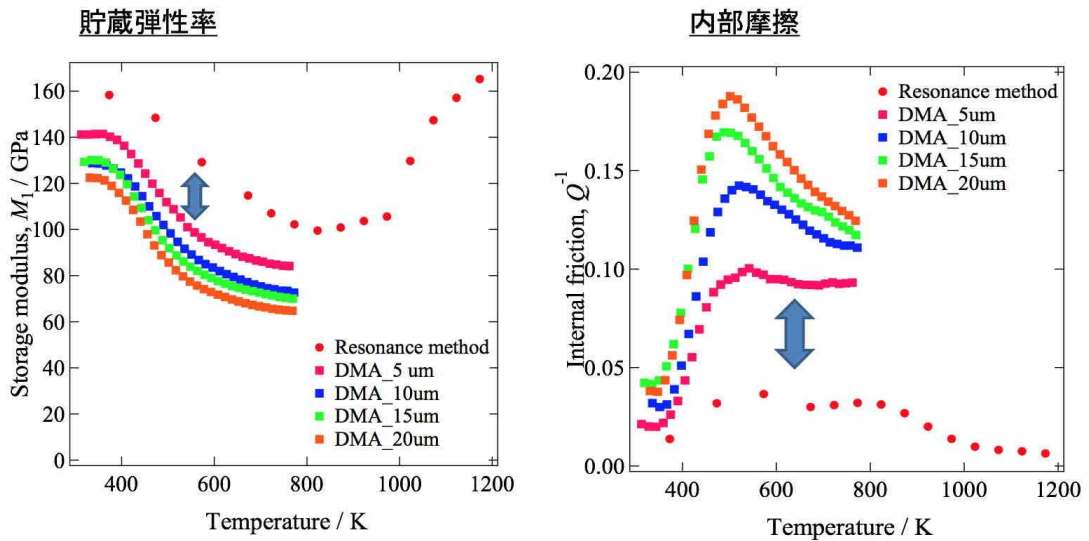 貯蔵弾性率
160
140
120
100
80
60
40
20
0
Storage modulus, M₁ / GPa
Resonance method
DMA_5 um
DMA_10um
DMA_15um
DMA_20um
400
600
800
1000
1200
Temperature / K
内部摩擦
0.20
0.15
0.10
0.05
0.00
Internal friction, Q⁻¹
Resonance method
DMA_5um
DMA_10um
DMA_15um
DMA_20um
400
600
800
1000
1200
Temperature / K